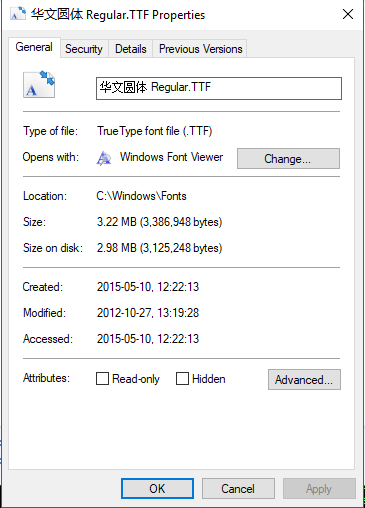 华文圆体 Regular.TTF Properties
General Security Details Previous Versions
华文圆体 Regular.TTF
Type of file: TrueType font file (.TTF)
Opens with: Windows Font Viewer Change...
Location: C:\Windows\Fonts
Size: 3.22 MB (3,386,948 bytes)
Size on disk: 2.98 MB (3,125,248 bytes)
Created: 2015-05-10, 12:22:13
Modified: 2012-10-27, 13:19:28
Accessed: 2015-05-10, 12:22:13
Attributes: Read-only Hidden Advanced...
OK Cancel Apply